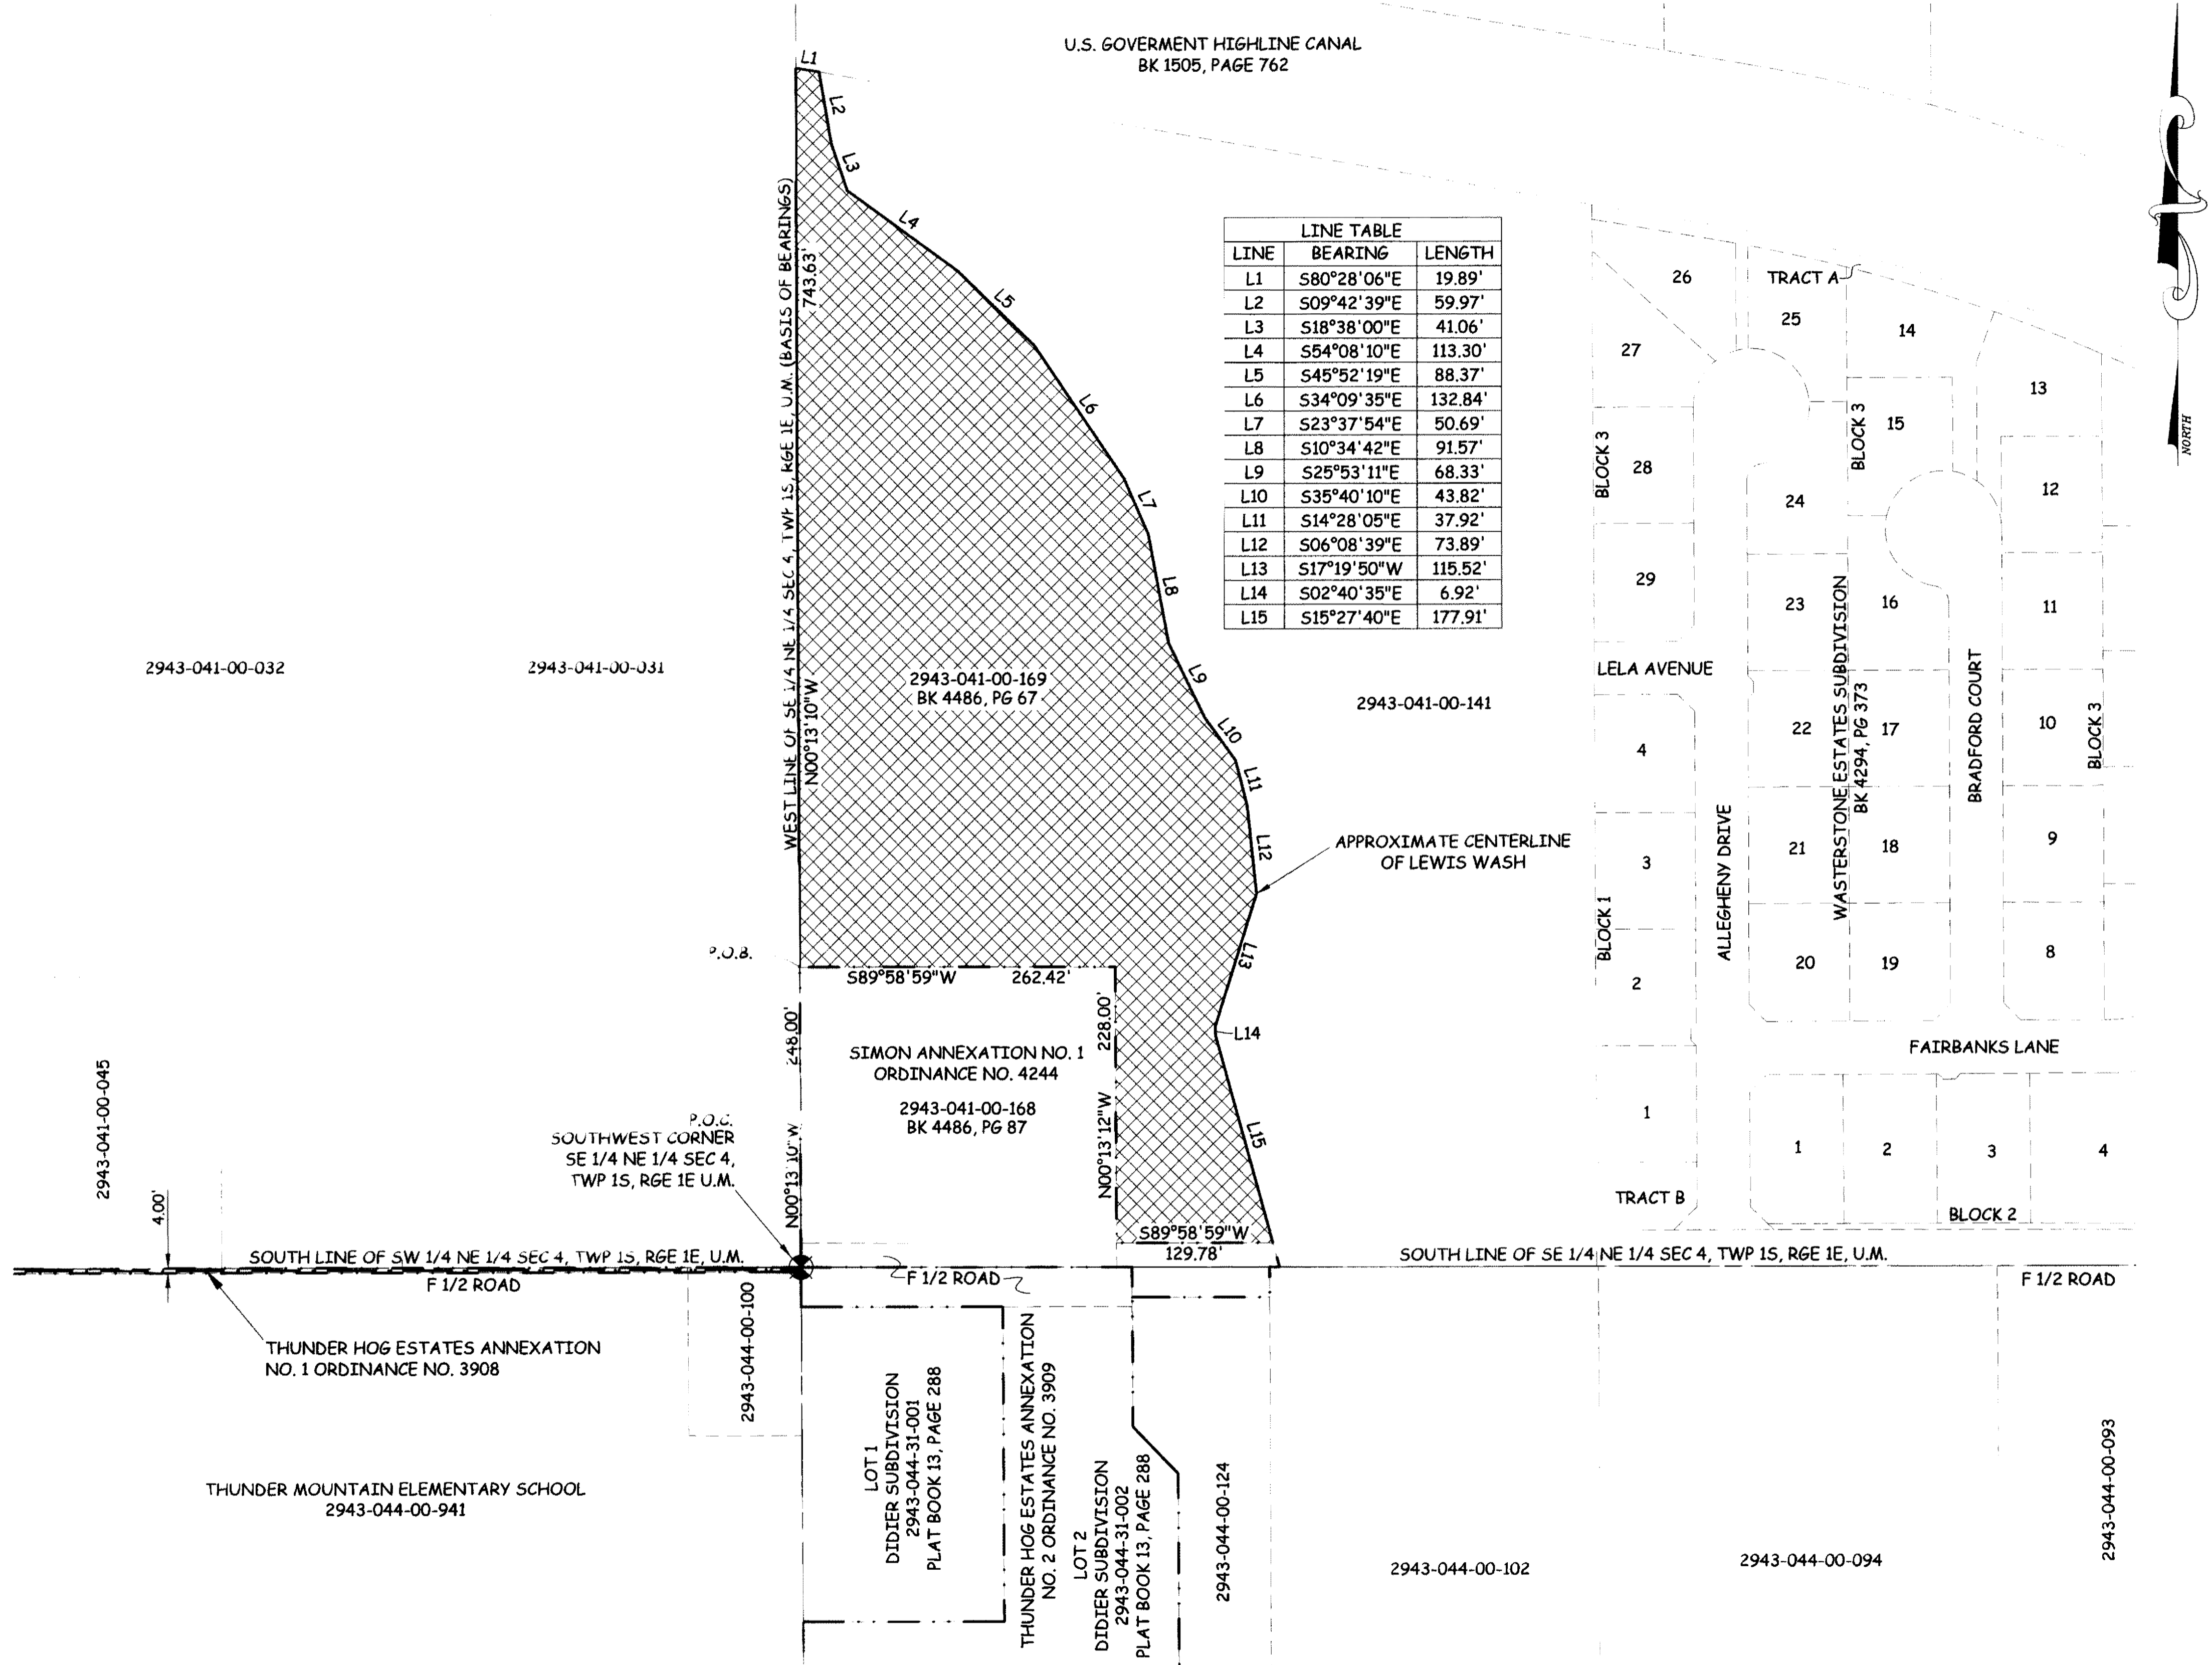 U.S. GOVERMENT HIGHLINE CANAL
BK 1505, PAGE 762
L1
L2
L3
L4
L5
L6
L7
L8
L9
L10
L11
L12
L13
L14
L15
WEST LINE OF SE 1/4 NE 1/4 SEC 4, TWP 1S, RGE 1E, U.M. (BASIS OF BEARINGS)
743.63'
N00°13'10"W
LINE TABLE
LINE BEARING LENGTH
L1 S80°28'06"E 19.89'
L2 S09°42'39"E 59.97'
L3 S18°38'00"E 41.06'
L4 S54°08'10"E 113.30'
L5 S45°52'19"E 88.37'
L6 S34°09'35"E 132.84'
L7 S23°37'54"E 50.69'
L8 S10°34'42"E 91.57'
L9 S25°53'11"E 68.33'
L10 S35°40'10"E 43.82'
L11 S14°28'05"E 37.92'
L12 S06°08'39"E 73.89'
L13 S17°19'50"W 115.52'
L14 S02°40'35"E 6.92'
L15 S15°27'40"E 177.91'
NORTH
26
TRACT A
25
14
27
13
BLOCK 3
28
BLOCK 3
15
24
12
29
23
16
11
LELA AVENUE
WASTERSTONE ESTATES SUBDIVISION
BK 4294, PG 373
BRADFORD COURT
4
22
17
10
BLOCK 3
3
ALLEGHENY DRIVE
21
18
9
BLOCK 1
2
20
19
8
FAIRBANKS LANE
1
1
2
3
4
TRACT B
BLOCK 2
2943-041-00-032
2943-041-00-031
2943-041-00-169
BK 4486, PG 67
2943-041-00-141
APPROXIMATE CENTERLINE
OF LEWIS WASH
P.O.B.
S89°58'59"W 262.42'
248.00'
N00°13'10"W
228.00'
N00°13'12"W
SIMON ANNEXATION NO. 1
ORDINANCE NO. 4244
2943-041-00-168
BK 4486, PG 87
P.O.C.
SOUTHWEST CORNER
SE 1/4 NE 1/4 SEC 4,
TWP 1S, RGE 1E U.M.
2943-041-00-045
4.00'
S89°58'59"W
129.78'
SOUTH LINE OF SW 1/4 NE 1/4 SEC 4, TWP 1S, RGE 1E, U.M.
SOUTH LINE OF SE 1/4 NE 1/4 SEC 4, TWP 1S, RGE 1E, U.M.
F 1/2 ROAD
F 1/2 ROAD
F 1/2 ROAD
THUNDER HOG ESTATES ANNEXATION
NO. 1 ORDINANCE NO. 3908
2943-044-00-100
LOT 1
DIDIER SUBDIVISION
2943-044-31-001
PLAT BOOK 13, PAGE 288
THUNDER HOG ESTATES ANNEXATION
NO. 2 ORDINANCE NO. 3909
LOT 2
DIDIER SUBDIVISION
2943-044-31-002
PLAT BOOK 13, PAGE 288
2943-044-00-124
THUNDER MOUNTAIN ELEMENTARY SCHOOL
2943-044-00-941
2943-044-00-102
2943-044-00-094
2943-044-00-093